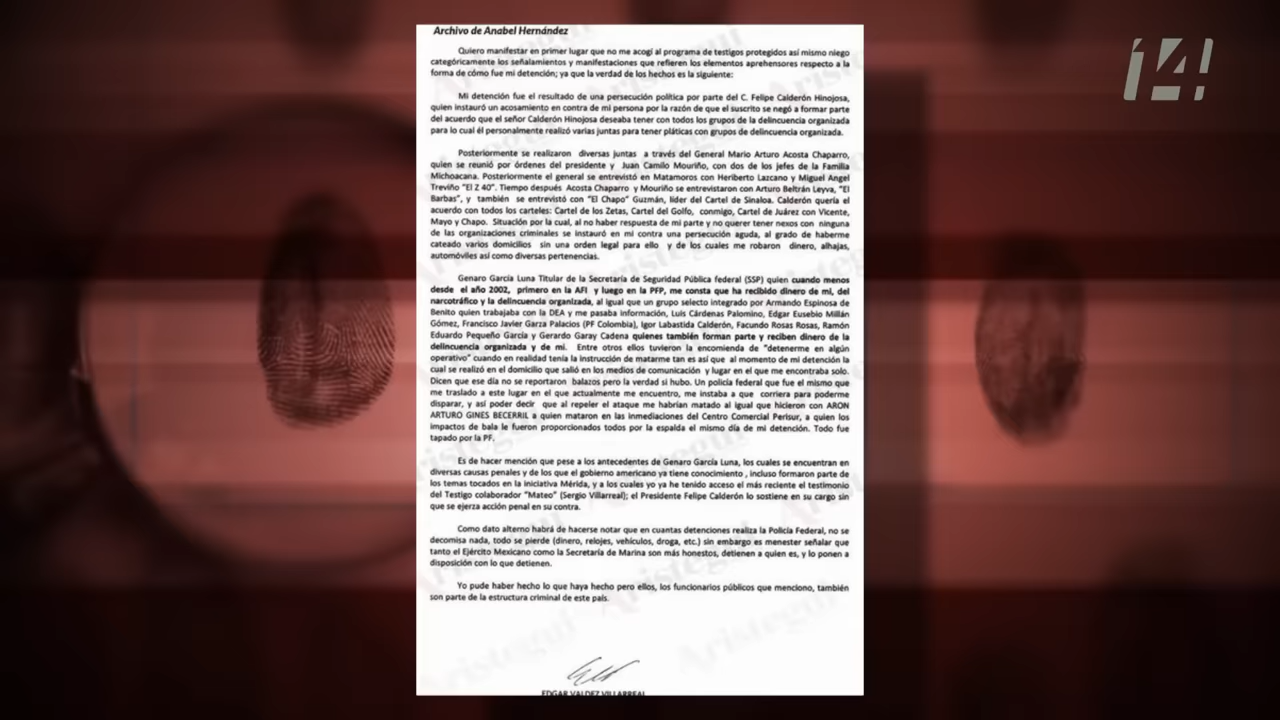 Archivo de Anabel Hernández
14!
Quiero manifestar en primer lugar que no me acogí al programa de testigos protegidos así mismo niego
categóricamente los señalamientos y manifestaciones que refieren los elementos aprehensores respecto a la
forma de cómo fue mi detención; ya que la verdad de los hechos es la siguiente:
Mi detención fue el resultado de una persecución política por parte del C. Felipe Calderón Hinojosa,
quien instauró un acosamiento en contra de mi persona por la razón de que el suscrito se negó a formar parte
del acuerdo que el señor Calderón Hinojosa deseaba tener con todos los grupos de la delincuencia organizada
para lo cual él personalmente realizó varias juntas para tener pláticas con grupos de delincuencia organizada.
Posteriormente se realizaron diversas juntas a través del General Mario Arturo Acosta Chaparro,
quien se reunió por órdenes del presidente y Juan Camilo Mouriño, con dos de los jefes de la Familia
Michoacana. Posteriormente el general se entrevistó en Matamoros con Heriberto Lazcano y Miguel Angel
Treviño "El Z 40". Tiempo después Acosta Chaparro y Mouriño se entrevistaron con Arturo Beltrán Leyva, "El
Barbas", y también se entrevistó con "El Chapo" Guzmán, líder del Cartel de Sinaloa. Calderón quería el
acuerdo con todos los carteles: Cartel de los Zetas, Cartel del Golfo, conmigo, Cartel de Juárez con Vicente,
Mayo y Chapo. Situación por la cual, al no haber respuesta de mi parte y no querer tener nexos con ninguna
de las organizaciones criminales se instauró en mi contra una persecución aguda, al grado de haberme
cateado varios domicilios sin una orden legal para ello y de los cuales me robaron dinero, alhajas,
automóviles así como diversas pertenencias.
Genaro García Luna Titular de la Secretaría de Seguridad Pública federal (SSP) quien cuando menos
desde el año 2002, primero en la AFI y luego en la PFP, me consta que ha recibido dinero de mi, del
narcotráfico y la delincuencia organizada, al igual que un grupo selecto integrado por Armando Espinosa de
Benito quien trabajaba con la DEA y me pasaba información, Luis Cárdenas Palomino, Edgar Eusebio Millán
Gómez, Francisco Javier Garza Palacios (PF Colombia), Igor Labastida Calderón, Facundo Rosas Rosas, Ramón
Eduardo Pequeño García y Gerardo Garay Cadena quienes también forman parte y reciben dinero de la
delincuencia organizada y de mi. Entre otros ellos tuvieron la encomienda de "detenerme en algún
operativo" cuando en realidad tenía la instrucción de matarme tan es así que al momento de mi detención la
cual se realizó en el domicilio que salió en los medios de comunicación y lugar en el que me encontraba solo.
Dicen que ese día no se reportaron balazos pero la verdad si hubo. Un policía federal que fue el mismo que
me traslado a este lugar en el que actualmente me encuentro, me instaba a que corriera para poderme
disparar, y así poder decir que al repeler el ataque me habrían matado al igual que hicieron con ARON
ARTURO GINES BECERRIL a quien mataron en las inmediaciones del Centro Comercial Perisur, a quien los
impactos de bala le fueron proporcionados todos por la espalda el mismo día de mi detención. Todo fue
tapado por la PF.
Es de hacer mención que pese a los antecedentes de Genaro García Luna, los cuales se encuentran en
diversas causas penales y de los que el gobierno americano ya tiene conocimiento , incluso formaron parte de
los temas tocados en la iniciativa Mérida, y a los cuales yo ya he tenido acceso el más reciente el testimonio
del Testigo colaborador "Mateo" (Sergio Villarreal); el Presidente Felipe Calderón lo sostiene en su cargo sin
que se ejerza acción penal en su contra.
Como dato alterno habrá de hacerse notar que en cuantas detenciones realiza la Policía Federal, no se
decomisa nada, todo se pierde (dinero, relojes, vehículos, droga, etc.) sin embargo es menester señalar que
tanto el Ejército Mexicano como la Secretaría de Marina son más honestos, detienen a quien es, y lo ponen a
disposición con lo que detienen.
Yo pude haber hecho lo que haya hecho pero ellos, los funcionarios públicos que menciono, también
son parte de la estructura criminal de este país.
Aristegui
EDGAR VALDEZ VILLARREAL